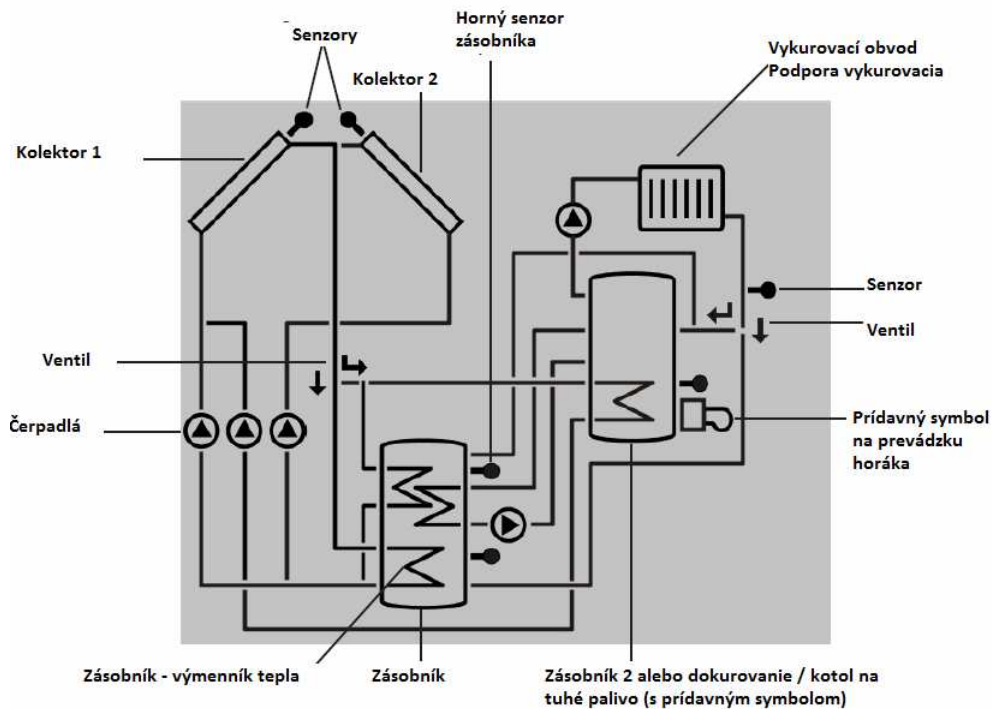 Senzory
Horný senzor
zásobníka
Vykurovací obvod
Podpora vykurovacia
Kolektor 2
Kolektor 1
Senzor
Ventil
Ventil
Čerpadlá
Prídavný symbol
na prevádzku
horáka
Zásobník - výmenník tepla
Zásobník
Zásobník 2 alebo dokurovanie / kotol na
tuhé palivo (s prídavným symbolom)